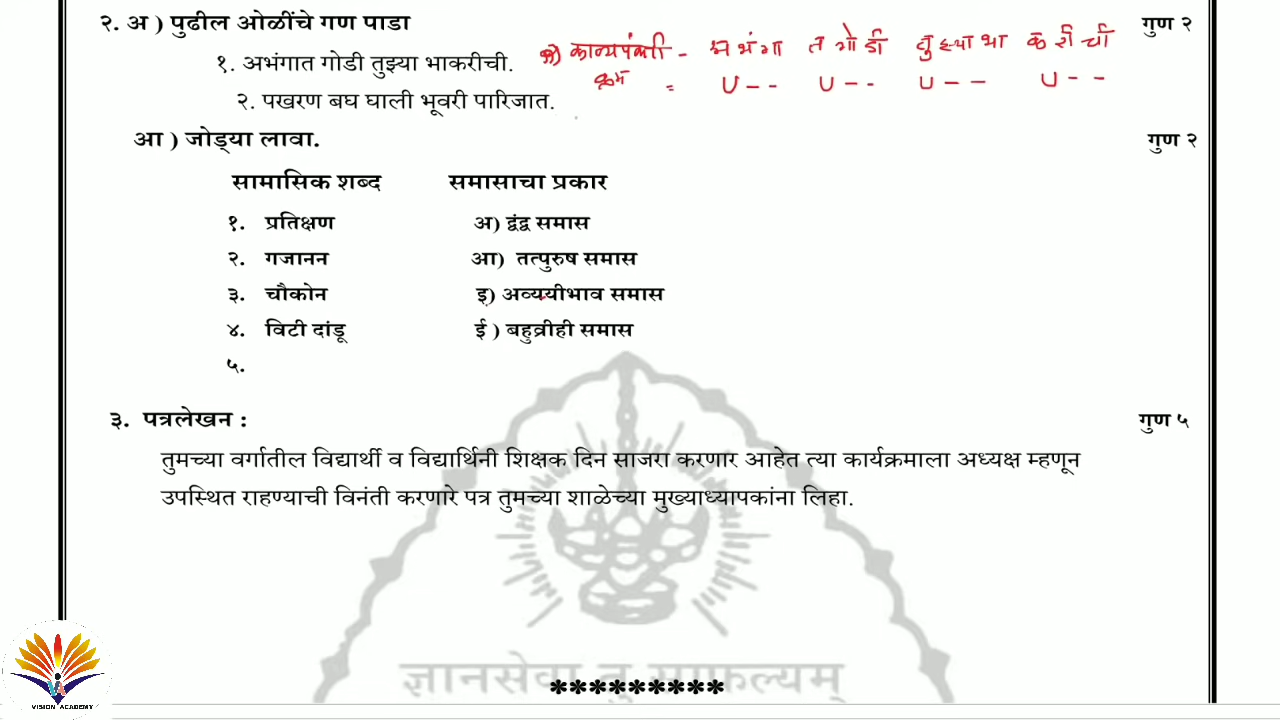 २. अ ) पुढील ओळींचे गण पाडा गुण २
१. अभंगात गोडी तुझ्या भाकरीची.
काव्यपंक्ती - अ भंगा त गोडी तुझ्या भा क री ची
= U - - U - - U - - U - -
२. पखरण बघ घाली भूवरी पारिजात.
आ ) जोड्या लावा. गुण २
सामासिक शब्द समासाचा प्रकार
१. प्रतिक्षण अ) द्वंद्व समास
२. गजानन आ) तत्पुरुष समास
३. चौकोन इ) अव्ययीभाव समास
४. विटी दांडू ई ) बहुव्रीही समास
५.
३. पत्रलेखन : गुण ५
तुमच्या वर्गातील विद्यार्थी व विद्यार्थिनी शिक्षक दिन साजरा करणार आहेत त्या कार्यक्रमाला अध्यक्ष म्हणून
उपस्थित राहण्याची विनंती करणारे पत्र तुमच्या शाळेच्या मुख्याध्यापकांना लिहा.
ज्ञानसेवा तु साफल्यम्
*********
VISION ACADEMY